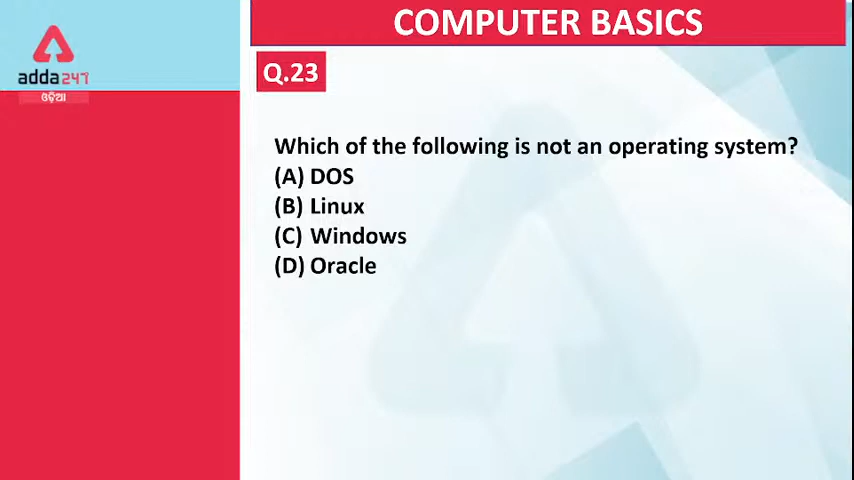 COMPUTER BASICS
adda247
ଓଡ଼ିଆ
Q.23
Which of the following is not an operating system?
(A) DOS
(B) Linux
(C) Windows
(D) Oracle